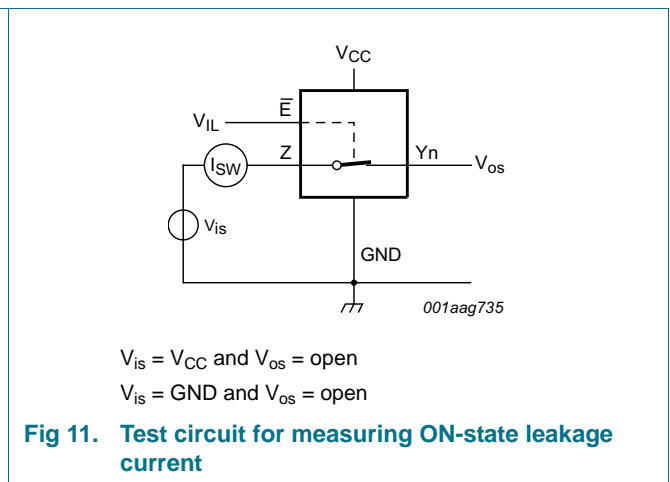 VCC
E̅
VIL
ISW
Z
Yn
Vos
Vis
GND
001aag735
Vis = VCC and Vos = open
Vis = GND and Vos = open
Fig 11. Test circuit for measuring ON-state leakage
current